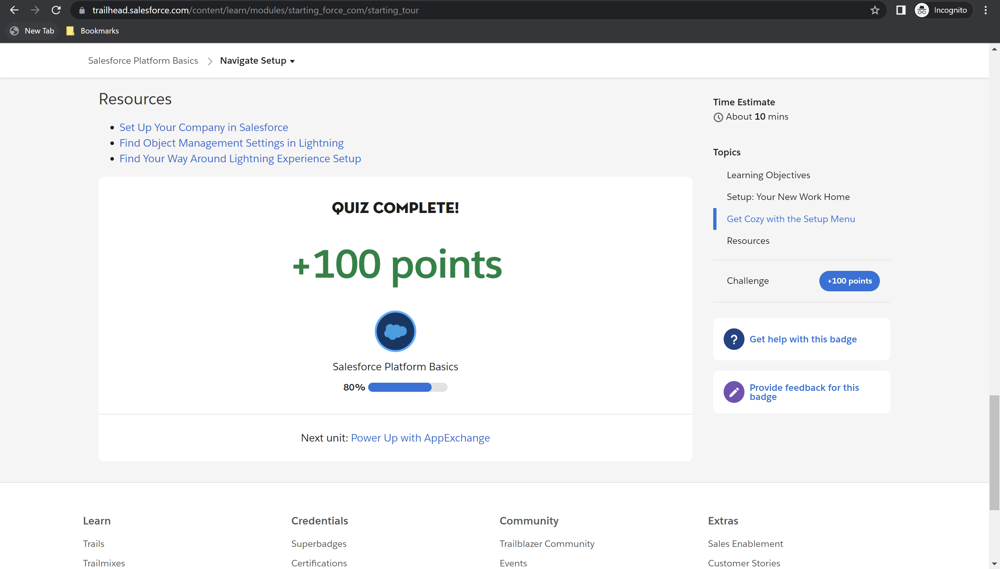 trailhead.salesforce.com/content/learn/modules/starting_force_com/starting_tour
Incognito
New Tab
Bookmarks
Salesforce Platform Basics
Navigate Setup
Resources
Set Up Your Company in Salesforce
Find Object Management Settings in Lightning
Find Your Way Around Lightning Experience Setup
QUIZ COMPLETE!
+100 points
Salesforce Platform Basics
80%
Next unit: Power Up with AppExchange
Time Estimate
About 10 mins
Topics
Learning Objectives
Setup: Your New Work Home
Get Cozy with the Setup Menu
Resources
Challenge
+100 points
?
Get help with this badge
Provide feedback for this
badge
Learn
Trails
Trailmixes
Credentials
Superbadges
Certifications
Community
Trailblazer Community
Events
Extras
Sales Enablement
Customer Stories